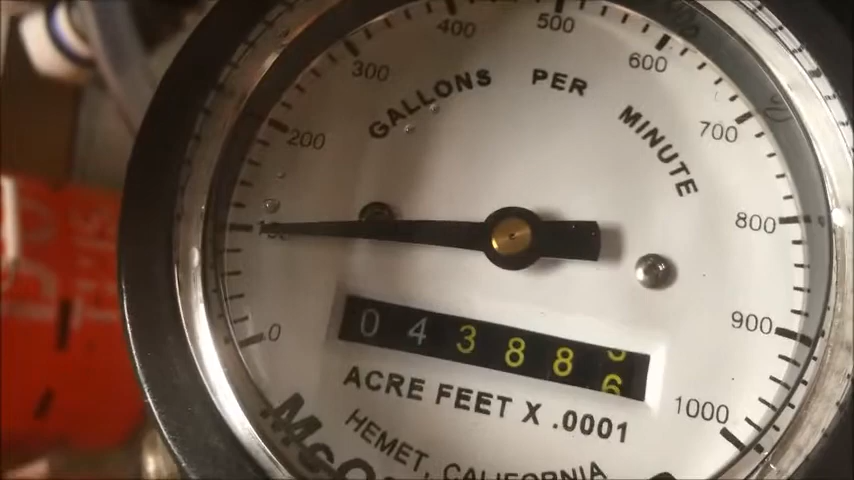 0
200
300
400
500
600
700
800
900
1000
GALLONS PER MINUTE
0 4 3 8 8 6
ACRE FEET X .0001
McC
HEMET, CALIFORNIA